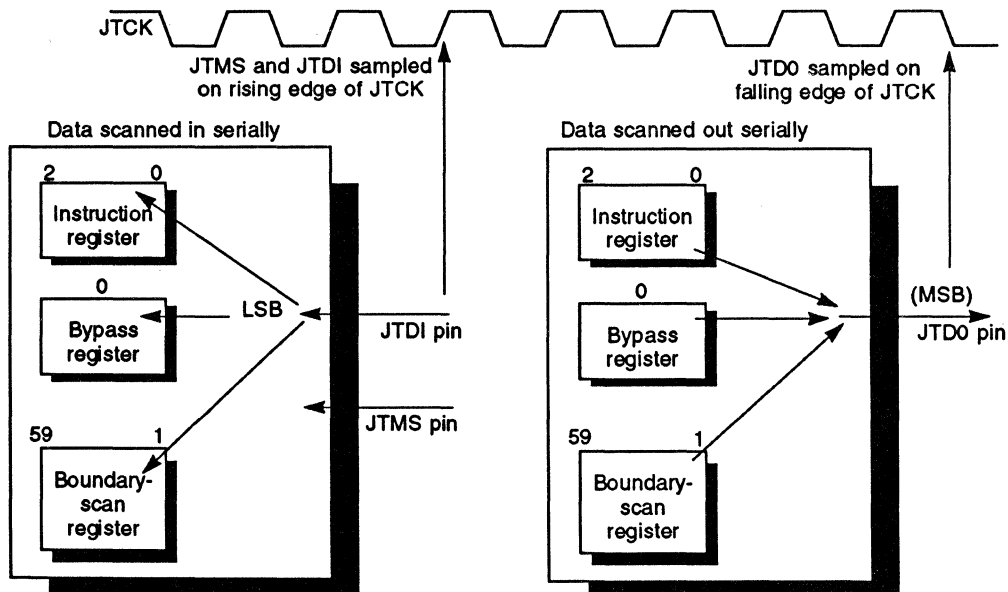 JTCK
JTMS and JTDI sampled
on rising edge of JTCK
JTD0 sampled on
falling edge of JTCK
Data scanned in serially
2 0
Instruction
register
0
Bypass
register
LSB
JTDI pin
JTMS pin
59 1
Boundary-
scan
register
Data scanned out serially
2 0
Instruction
register
0
Bypass
register
(MSB)
JTD0 pin
59 1
Boundary-
scan
register